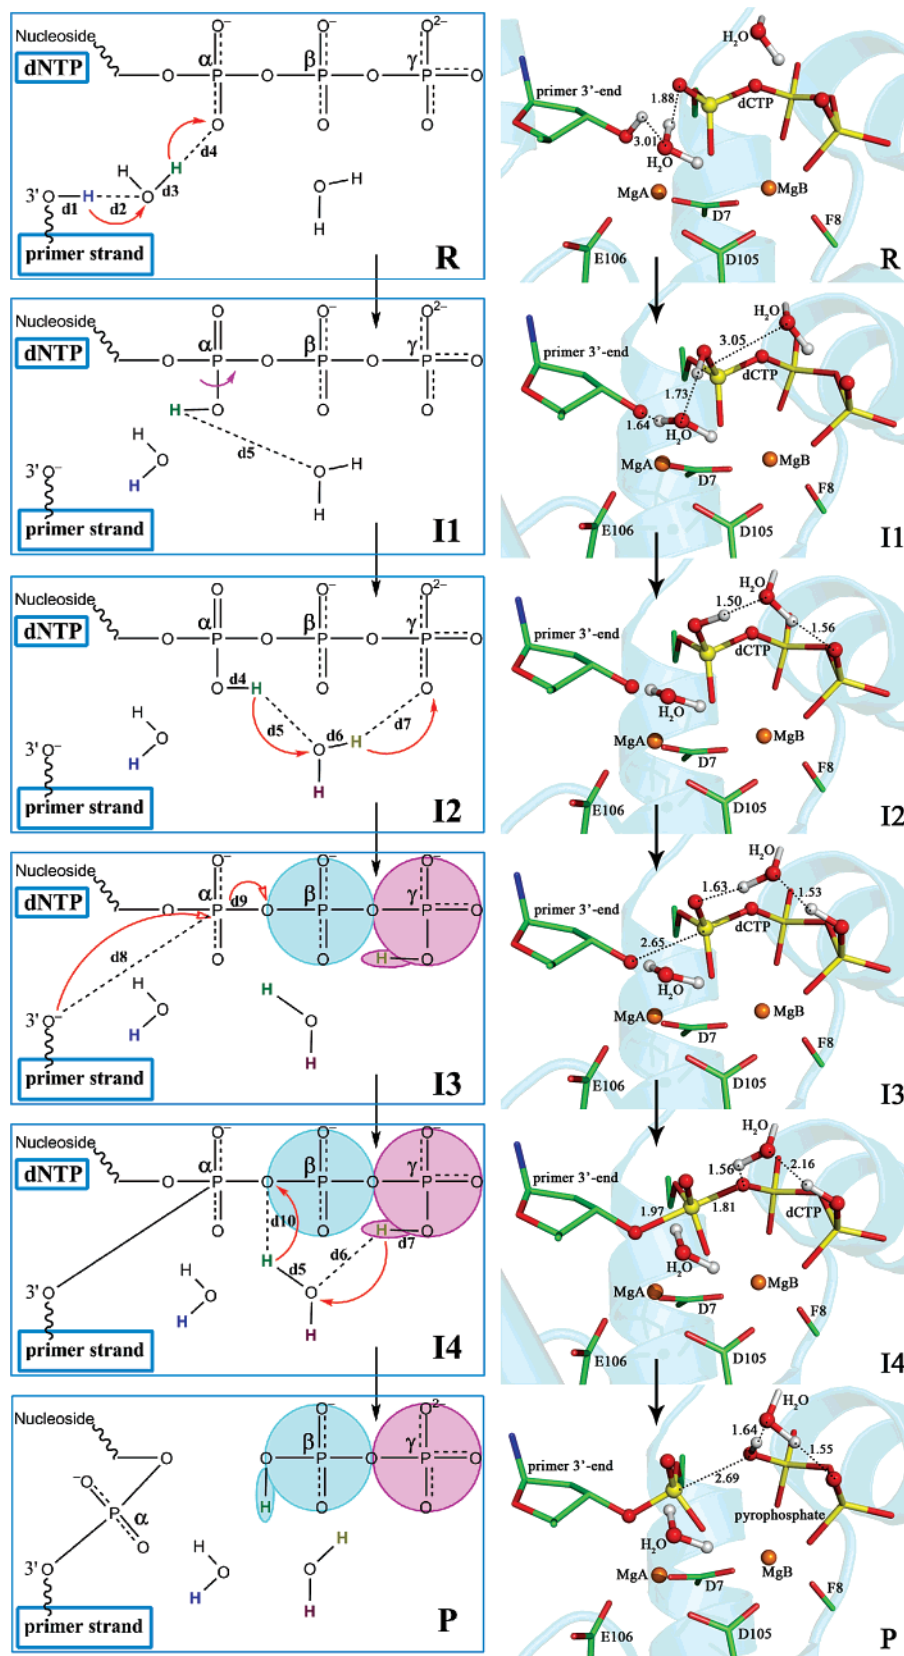 Nucleoside
dNTP
O⁻ O⁻ O²⁻
α β γ
O P O P O P O
O O O
d4
H H
d3
3' O H O
d1 d2
O H
H
primer strand
R
H₂O
primer 3'-end
1.88
dCTP
3.01
H₂O
MgA
MgB
D7
F8
E106
D105
R
Nucleoside
dNTP
O O⁻ O²⁻
α β γ
O P O P O P O
H O O O
H
O
H
d5
O H
H
3' O⁻
primer strand
I1
H₂O
3.05
primer 3'-end
dCTP
1.73
1.64
H₂O
MgA
MgB
D7
F8
E106
D105
I1
Nucleoside
dNTP
O O⁻ O²⁻
α β γ
O P O P O P O
d4
O H O O
H
O
H
d5 d6 d7
O H
H
3' O⁻
primer strand
I2
H₂O
1.50
1.56
primer 3'-end
dCTP
H₂O
MgA
MgB
D7
F8
E106
D105
I2
Nucleoside
dNTP
O⁻ O⁻ O⁻
α β γ
d9
O P O P O P O
O O H O
d8
H
O
H
H
O
H
3' O⁻
primer strand
I3
H₂O
1.63
1.53
primer 3'-end
dCTP
2.65
H₂O
MgA
MgB
D7
F8
E106
D105
I3
Nucleoside
dNTP
O⁻ O⁻ O⁻
α β γ
O P O P O P O
d10
O O H O
d7
H
d6
d5
H
O
H
O
H
3' O
primer strand
I4
H₂O
1.56
2.16
primer 3'-end
1.97
1.81
dCTP
H₂O
MgA
MgB
D7
F8
E106
D105
I4
Nucleoside
O⁻ O²⁻
β γ
O O P O P O
⁻O
P α
O
H O O
H
O
H
H
O
H
3' O
primer strand
P
H₂O
1.64
1.55
primer 3'-end
2.69
pyrophosphate
H₂O
MgA
MgB
D7
F8
E106
D105
P